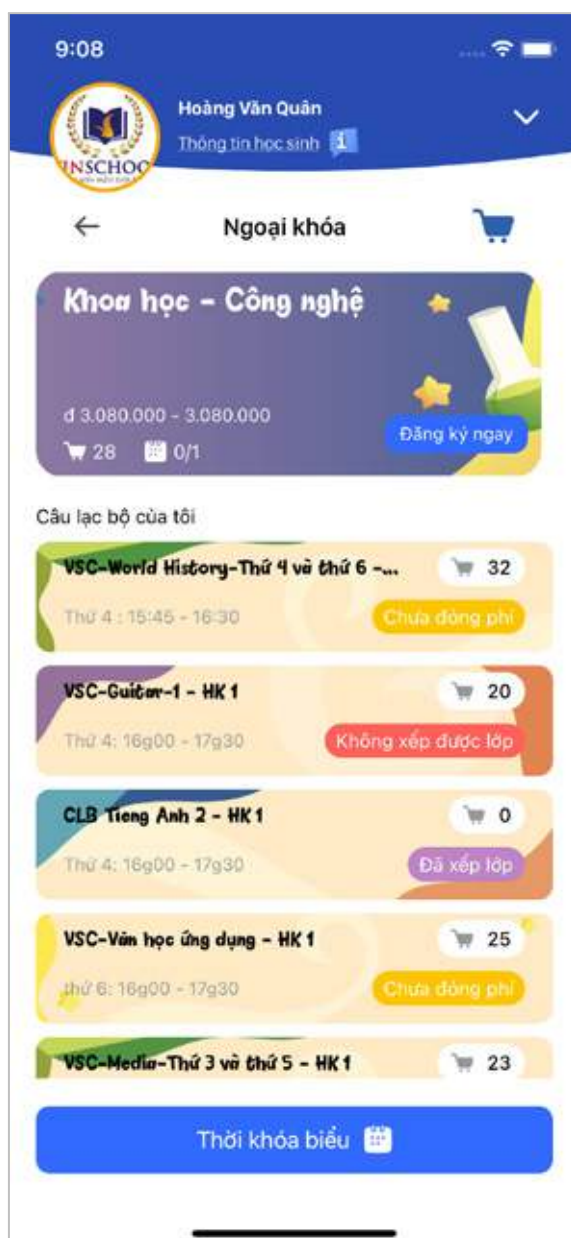 9:08
Hoàng Văn Quân
Thông tin học sinh
INSCHOO
Ngoại khóa
Khoa học - Công nghệ
đ 3.080.000 - 3.080.000
Đăng ký ngay
28 0/1
Câu lạc bộ của tôi
VSC-World History-Thứ 4 và thứ 6 -... 32
Thứ 4 : 15:45 - 16:30 Chưa đóng phí
VSC-Guitar-1 - HK 1 20
Thứ 4: 16g00 - 17g30 Không xếp được lớp
CLB Tieng Anh 2 - HK 1 0
Thứ 4: 16g00 - 17g30 Đã xếp lớp
VSC-Văn học ứng dụng - HK 1 25
thứ 6: 16g00 - 17g30 Chưa đóng phí
VSC-Media-Thứ 3 và thứ 5 - HK 1 23
Thời khóa biểu